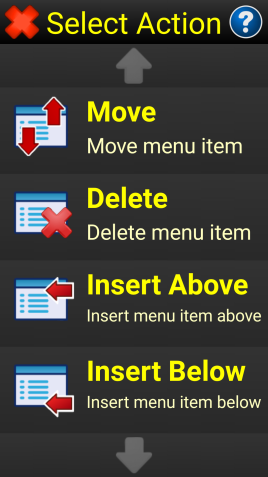 Select Action
Move
Move menu item
Delete
Delete menu item
Insert Above
Insert menu item above
Insert Below
Insert menu item below